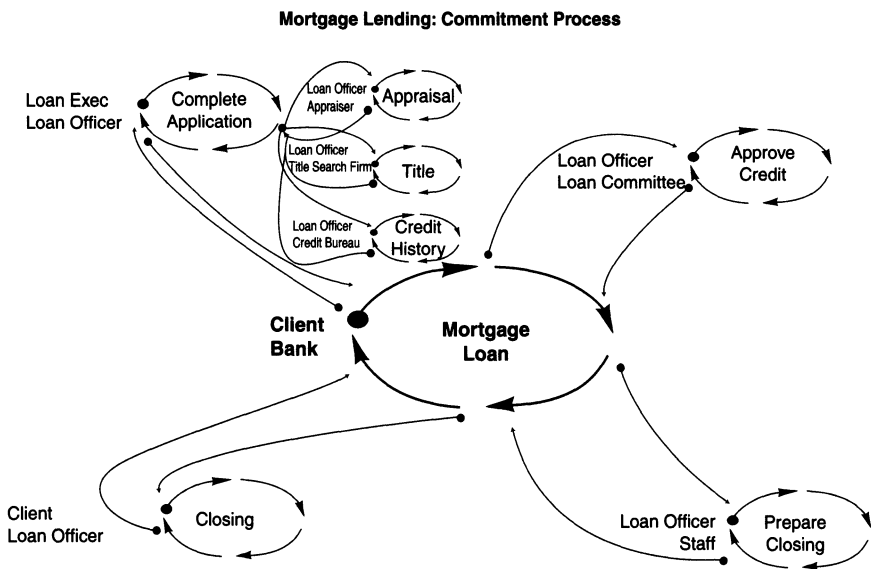 Mortgage Lending: Commitment Process
Loan Exec
Loan Officer
Complete
Application
Loan Officer
Appraiser
Appraisal
Loan Officer
Title Search Firm
Title
Loan Officer
Credit Bureau
Credit
History
Loan Officer
Loan Committee
Approve
Credit
Client
Bank
Mortgage
Loan
Client
Loan Officer
Closing
Loan Officer
Staff
Prepare
Closing